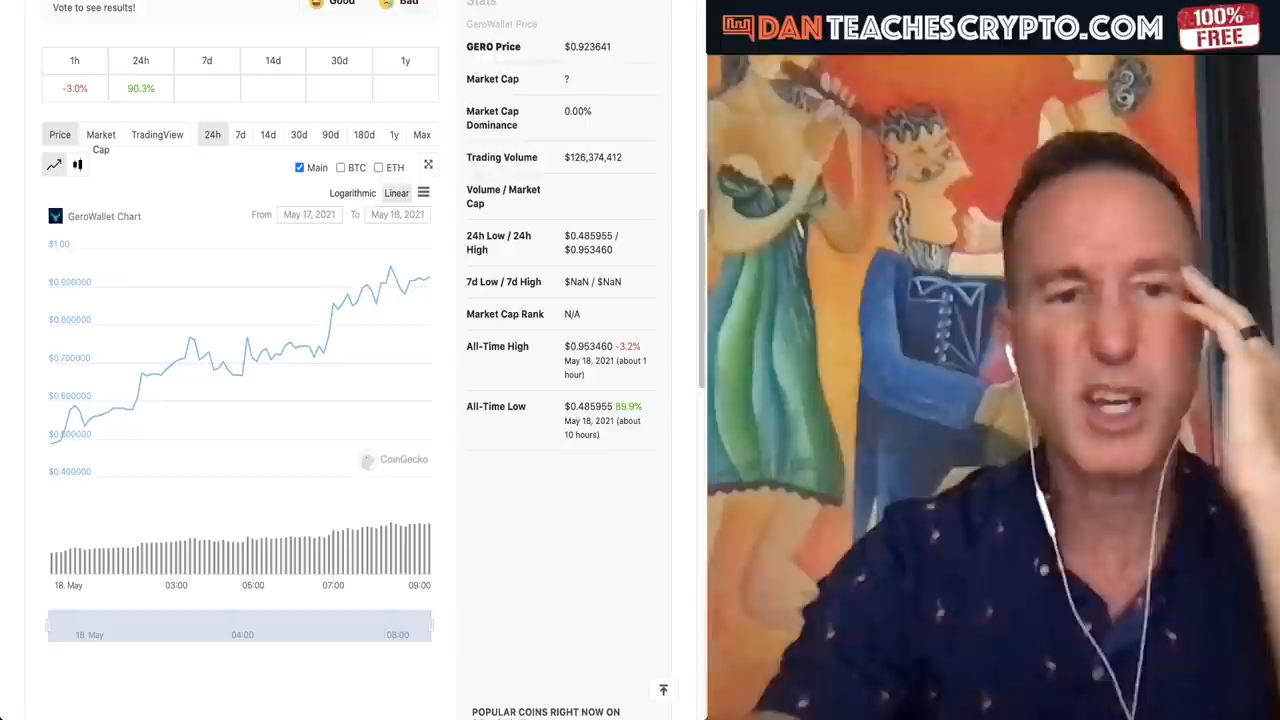 Vote to see results!
Good
Bad
1h 24h 7d 14d 30d 1y
-3.0% 90.3%
Price Market Cap TradingView 24h 7d 14d 30d 90d 180d 1y Max
Main BTC ETH
Logarithmic Linear
GeroWallet Chart From May 17, 2021 To May 18, 2021
$1.00
$0.900000
$0.800000
$0.700000
$0.600000
$0.500000
$0.400000
CoinGecko
18. May 03:00 05:00 07:00 09:00
18. May 04:00 08:00
Stats
GeroWallet Price
GERO Price $0.923641
Market Cap ?
Market Cap Dominance 0.00%
Trading Volume $126,374,412
Volume / Market Cap
24h Low / 24h High $0.485955 / $0.953460
7d Low / 7d High $NaN / $NaN
Market Cap Rank N/A
All-Time High $0.953460 -3.2%
May 18, 2021 (about 1 hour)
All-Time Low $0.485955 89.9%
May 18, 2021 (about 10 hours)
POPULAR COINS RIGHT NOW ON
DANTEACHESCRYPTO.COM
100%
FREE